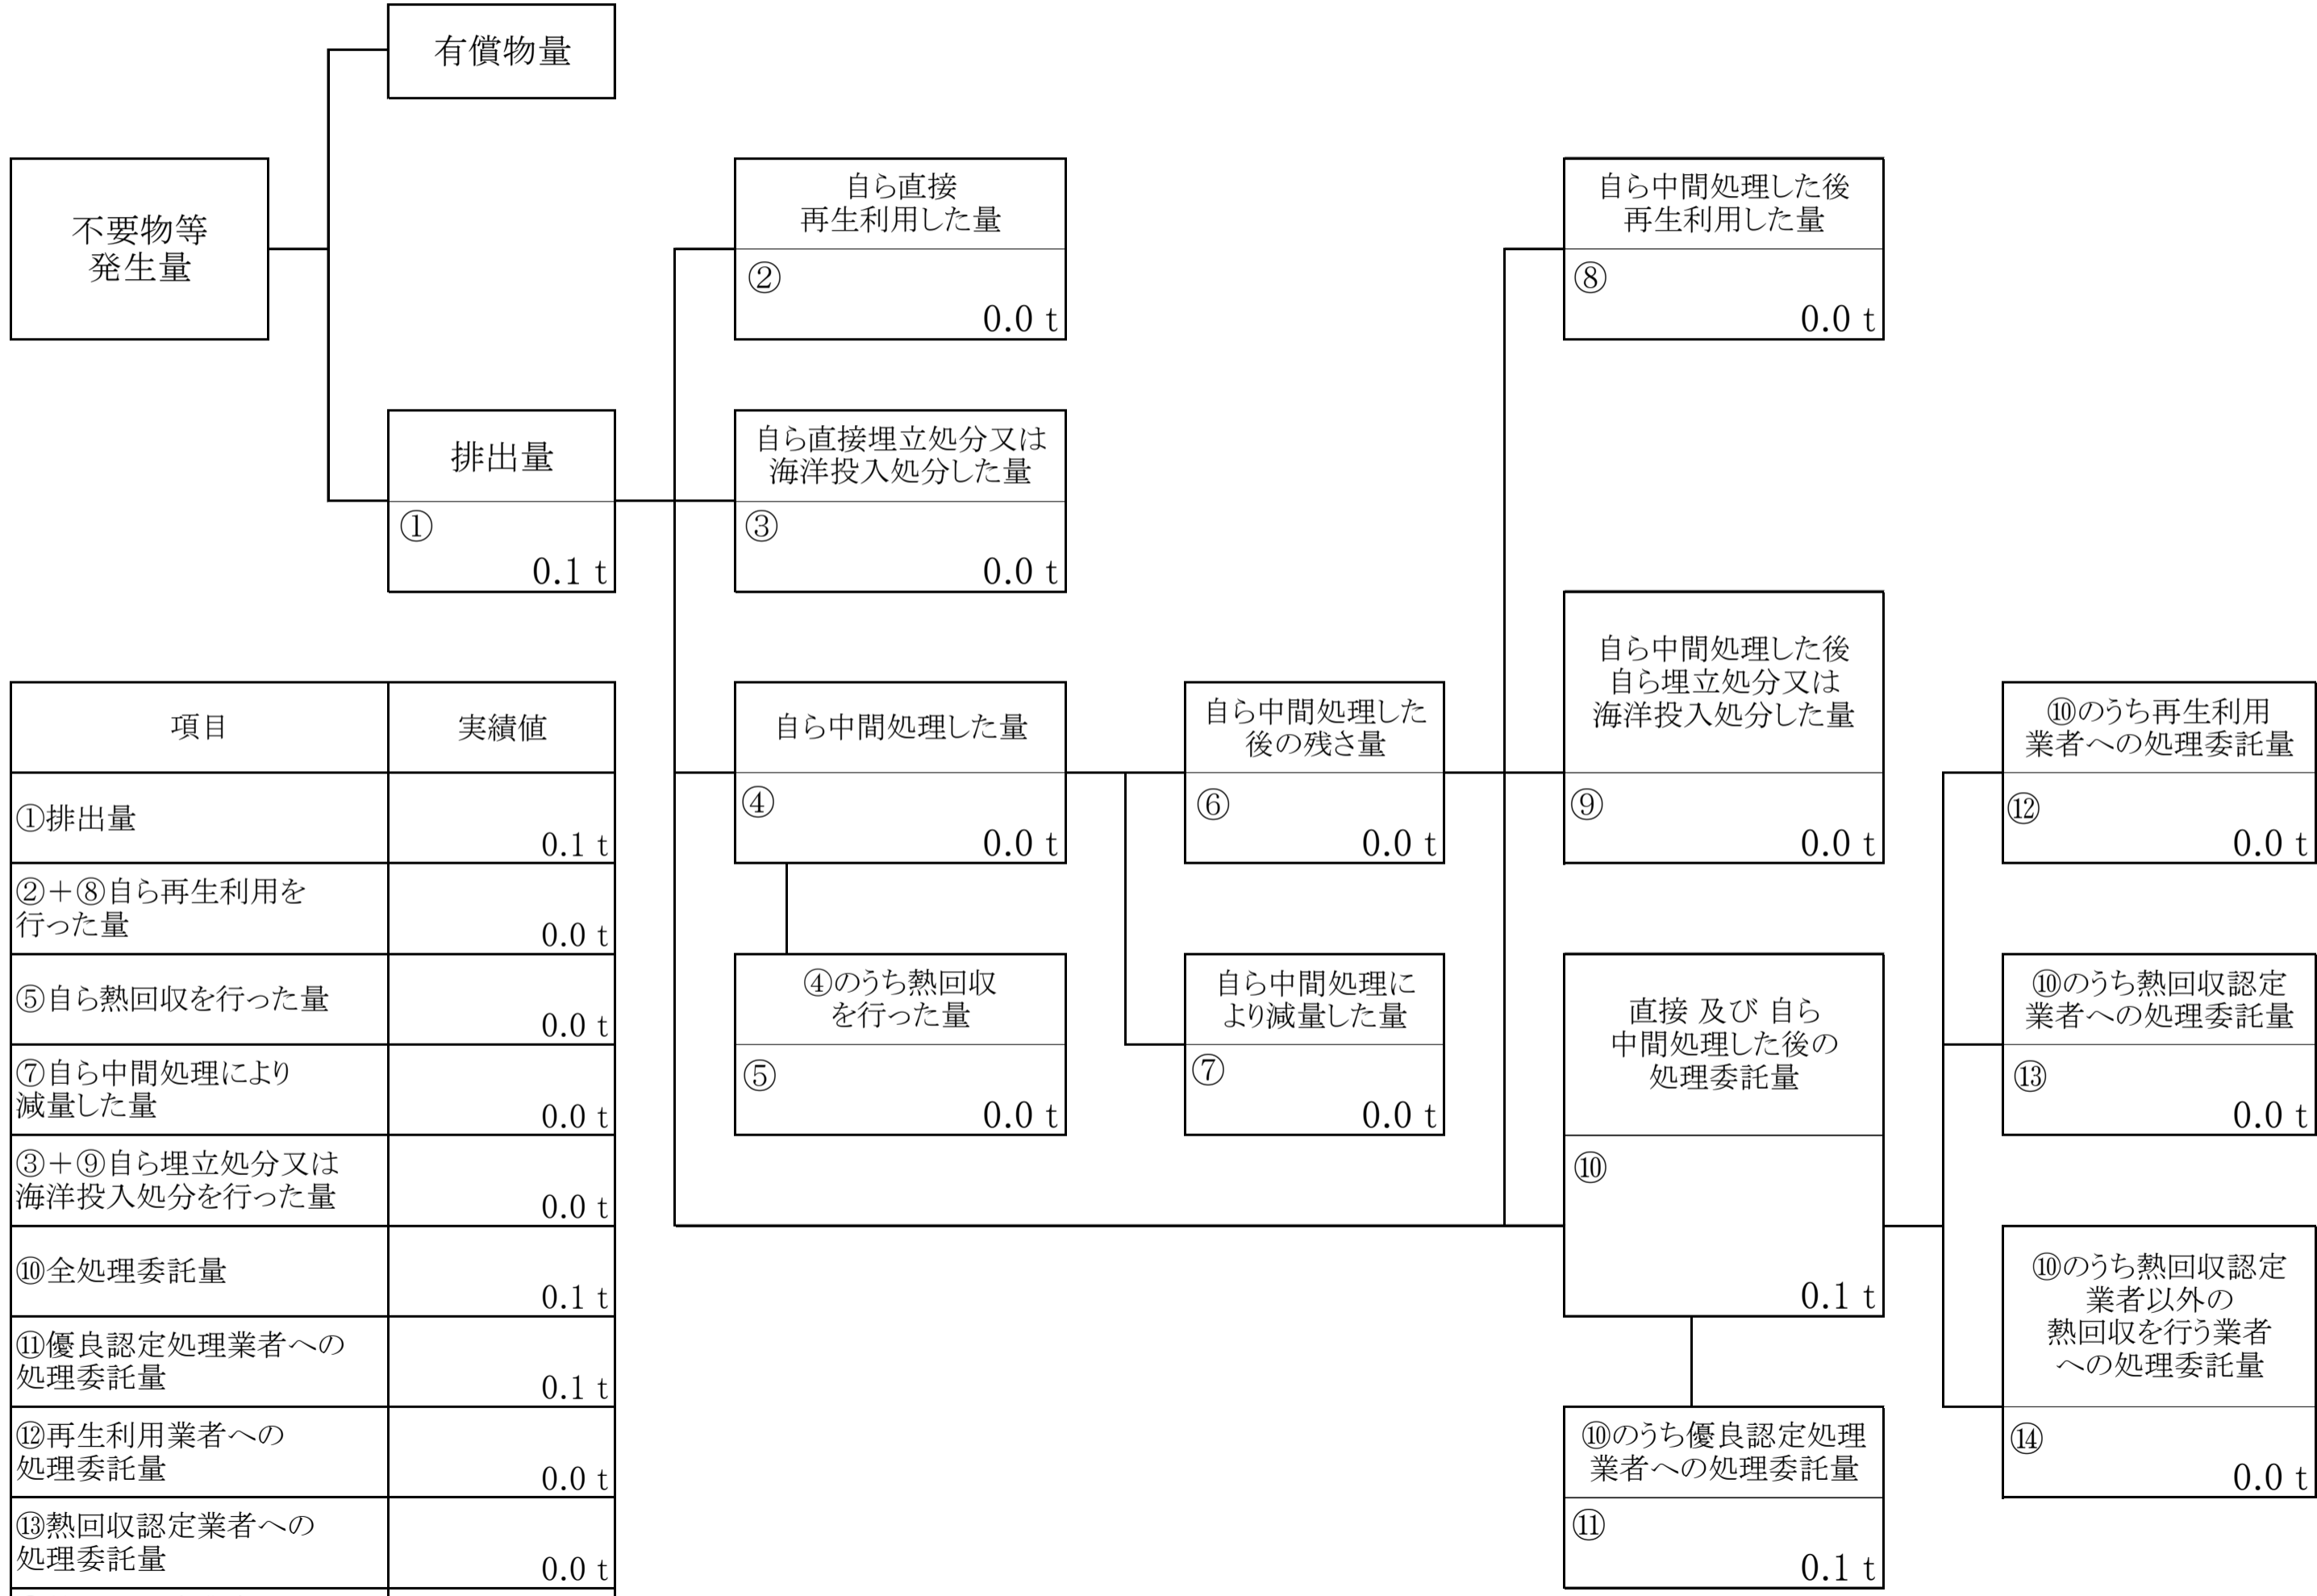 有償物量
不要物等
発生量
自ら直接
再生利用した量
②
0.0 t
自ら中間処理した後
再生利用した量
⑧
0.0 t
排出量
①
0.1 t
自ら直接埋立処分又は
海洋投入処分した量
③
0.0 t
自ら中間処理した量
④
0.0 t
自ら中間処理した
後の残さ量
⑥
0.0 t
自ら中間処理した後
自ら埋立処分又は
海洋投入処分した量
⑨
0.0 t
⑩のうち再生利用
業者への処理委託量
⑫
0.0 t
④のうち熱回収
を行った量
⑤
0.0 t
自ら中間処理に
より減量した量
⑦
0.0 t
直接 及び 自ら
中間処理した後の
処理委託量
⑩
0.1 t
⑩のうち熱回収認定
業者への処理委託量
⑬
0.0 t
⑩のうち熱回収認定
業者以外の
熱回収を行う業者
への処理委託量
⑭
0.0 t
⑩のうち優良認定処理
業者への処理委託量
⑪
0.1 t
項目 実績値
①排出量
0.1 t
②＋⑧自ら再生利用を
行った量
0.0 t
⑤自ら熱回収を行った量
0.0 t
⑦自ら中間処理により
減量した量
0.0 t
③＋⑨自ら埋立処分又は
海洋投入処分を行った量
0.0 t
⑩全処理委託量
0.1 t
⑪優良認定処理業者への
処理委託量
0.1 t
⑫再生利用業者への
処理委託量
0.0 t
⑬熱回収認定業者への
処理委託量
0.0 t